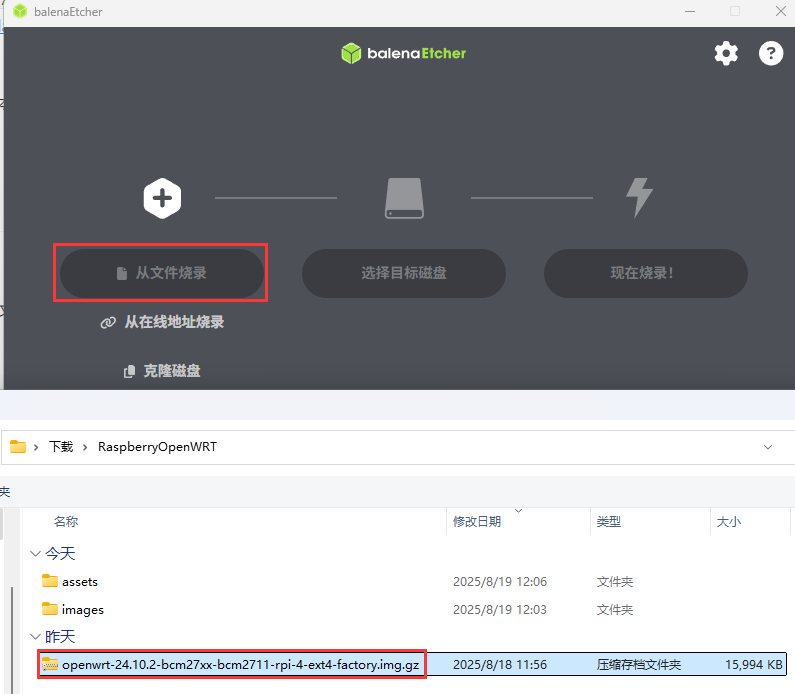 balenaEtcher
balenaEtcher
从文件烧录 选择目标磁盘 现在烧录!
从在线地址烧录
克隆磁盘
下载 RaspberryOpenWRT
夹
名称 修改日期 类型 大小
今天
assets 2025/8/19 12:06 文件夹
images 2025/8/19 12:03 文件夹
昨天
openwrt-24.10.2-bcm27xx-bcm2711-rpi-4-ext4-factory.img.gz 2025/8/18 11:56 压缩存档文件夹 15,994 KB